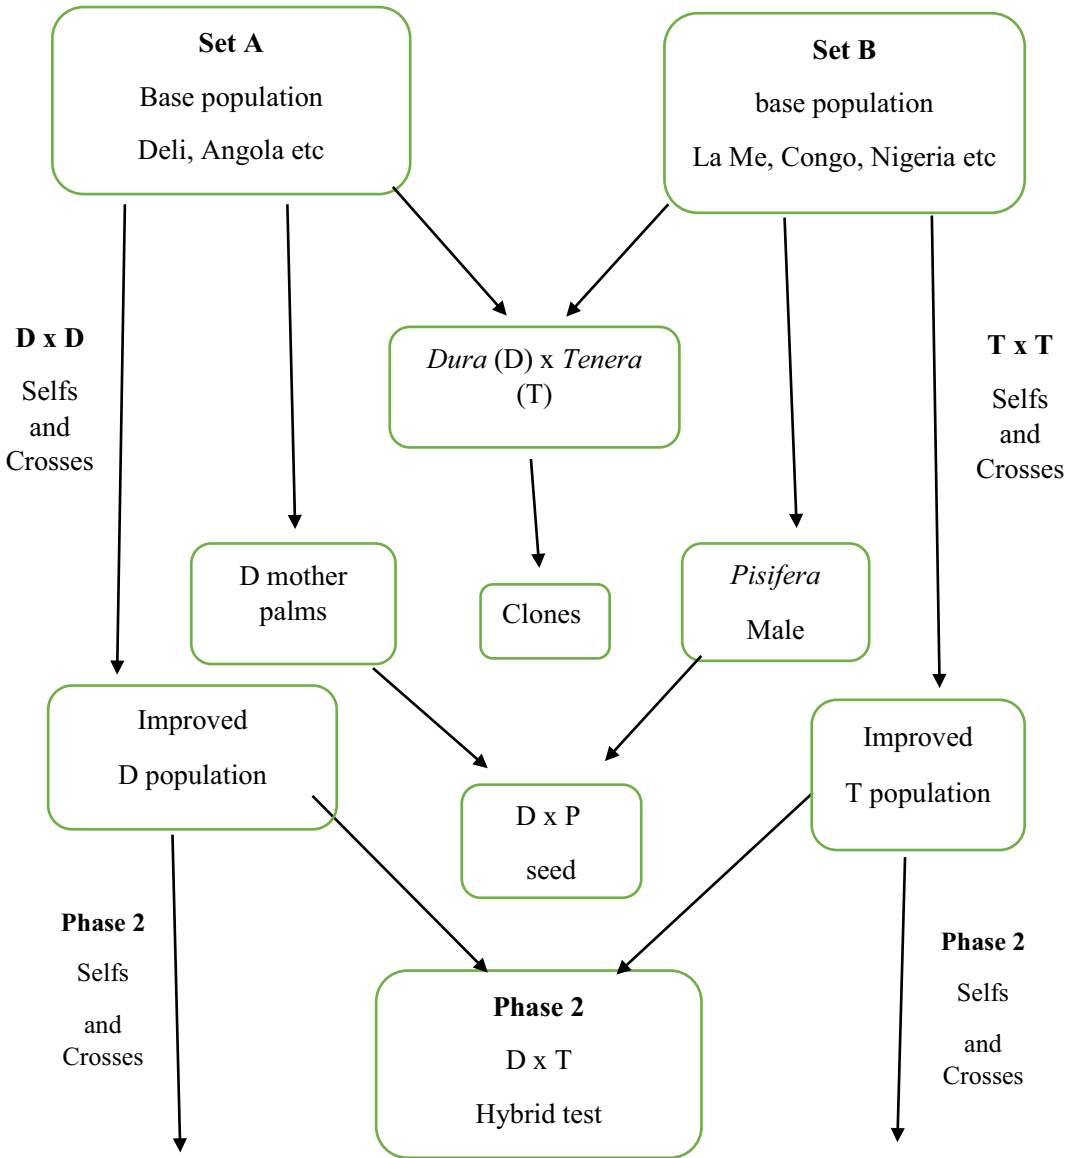 Set A
Base population
Deli, Angola etc
Set B
base population
La Me, Congo, Nigeria etc
D x D
Selfs
and
Crosses
Dura (D) x Tenera
(T)
T x T
Selfs
and
Crosses
D mother
palms
Clones
Pisifera
Male
Improved
D population
D x P
seed
Improved
T population
Phase 2
Selfs
and
Crosses
Phase 2
D x T
Hybrid test
Phase 2
Selfs
and
Crosses